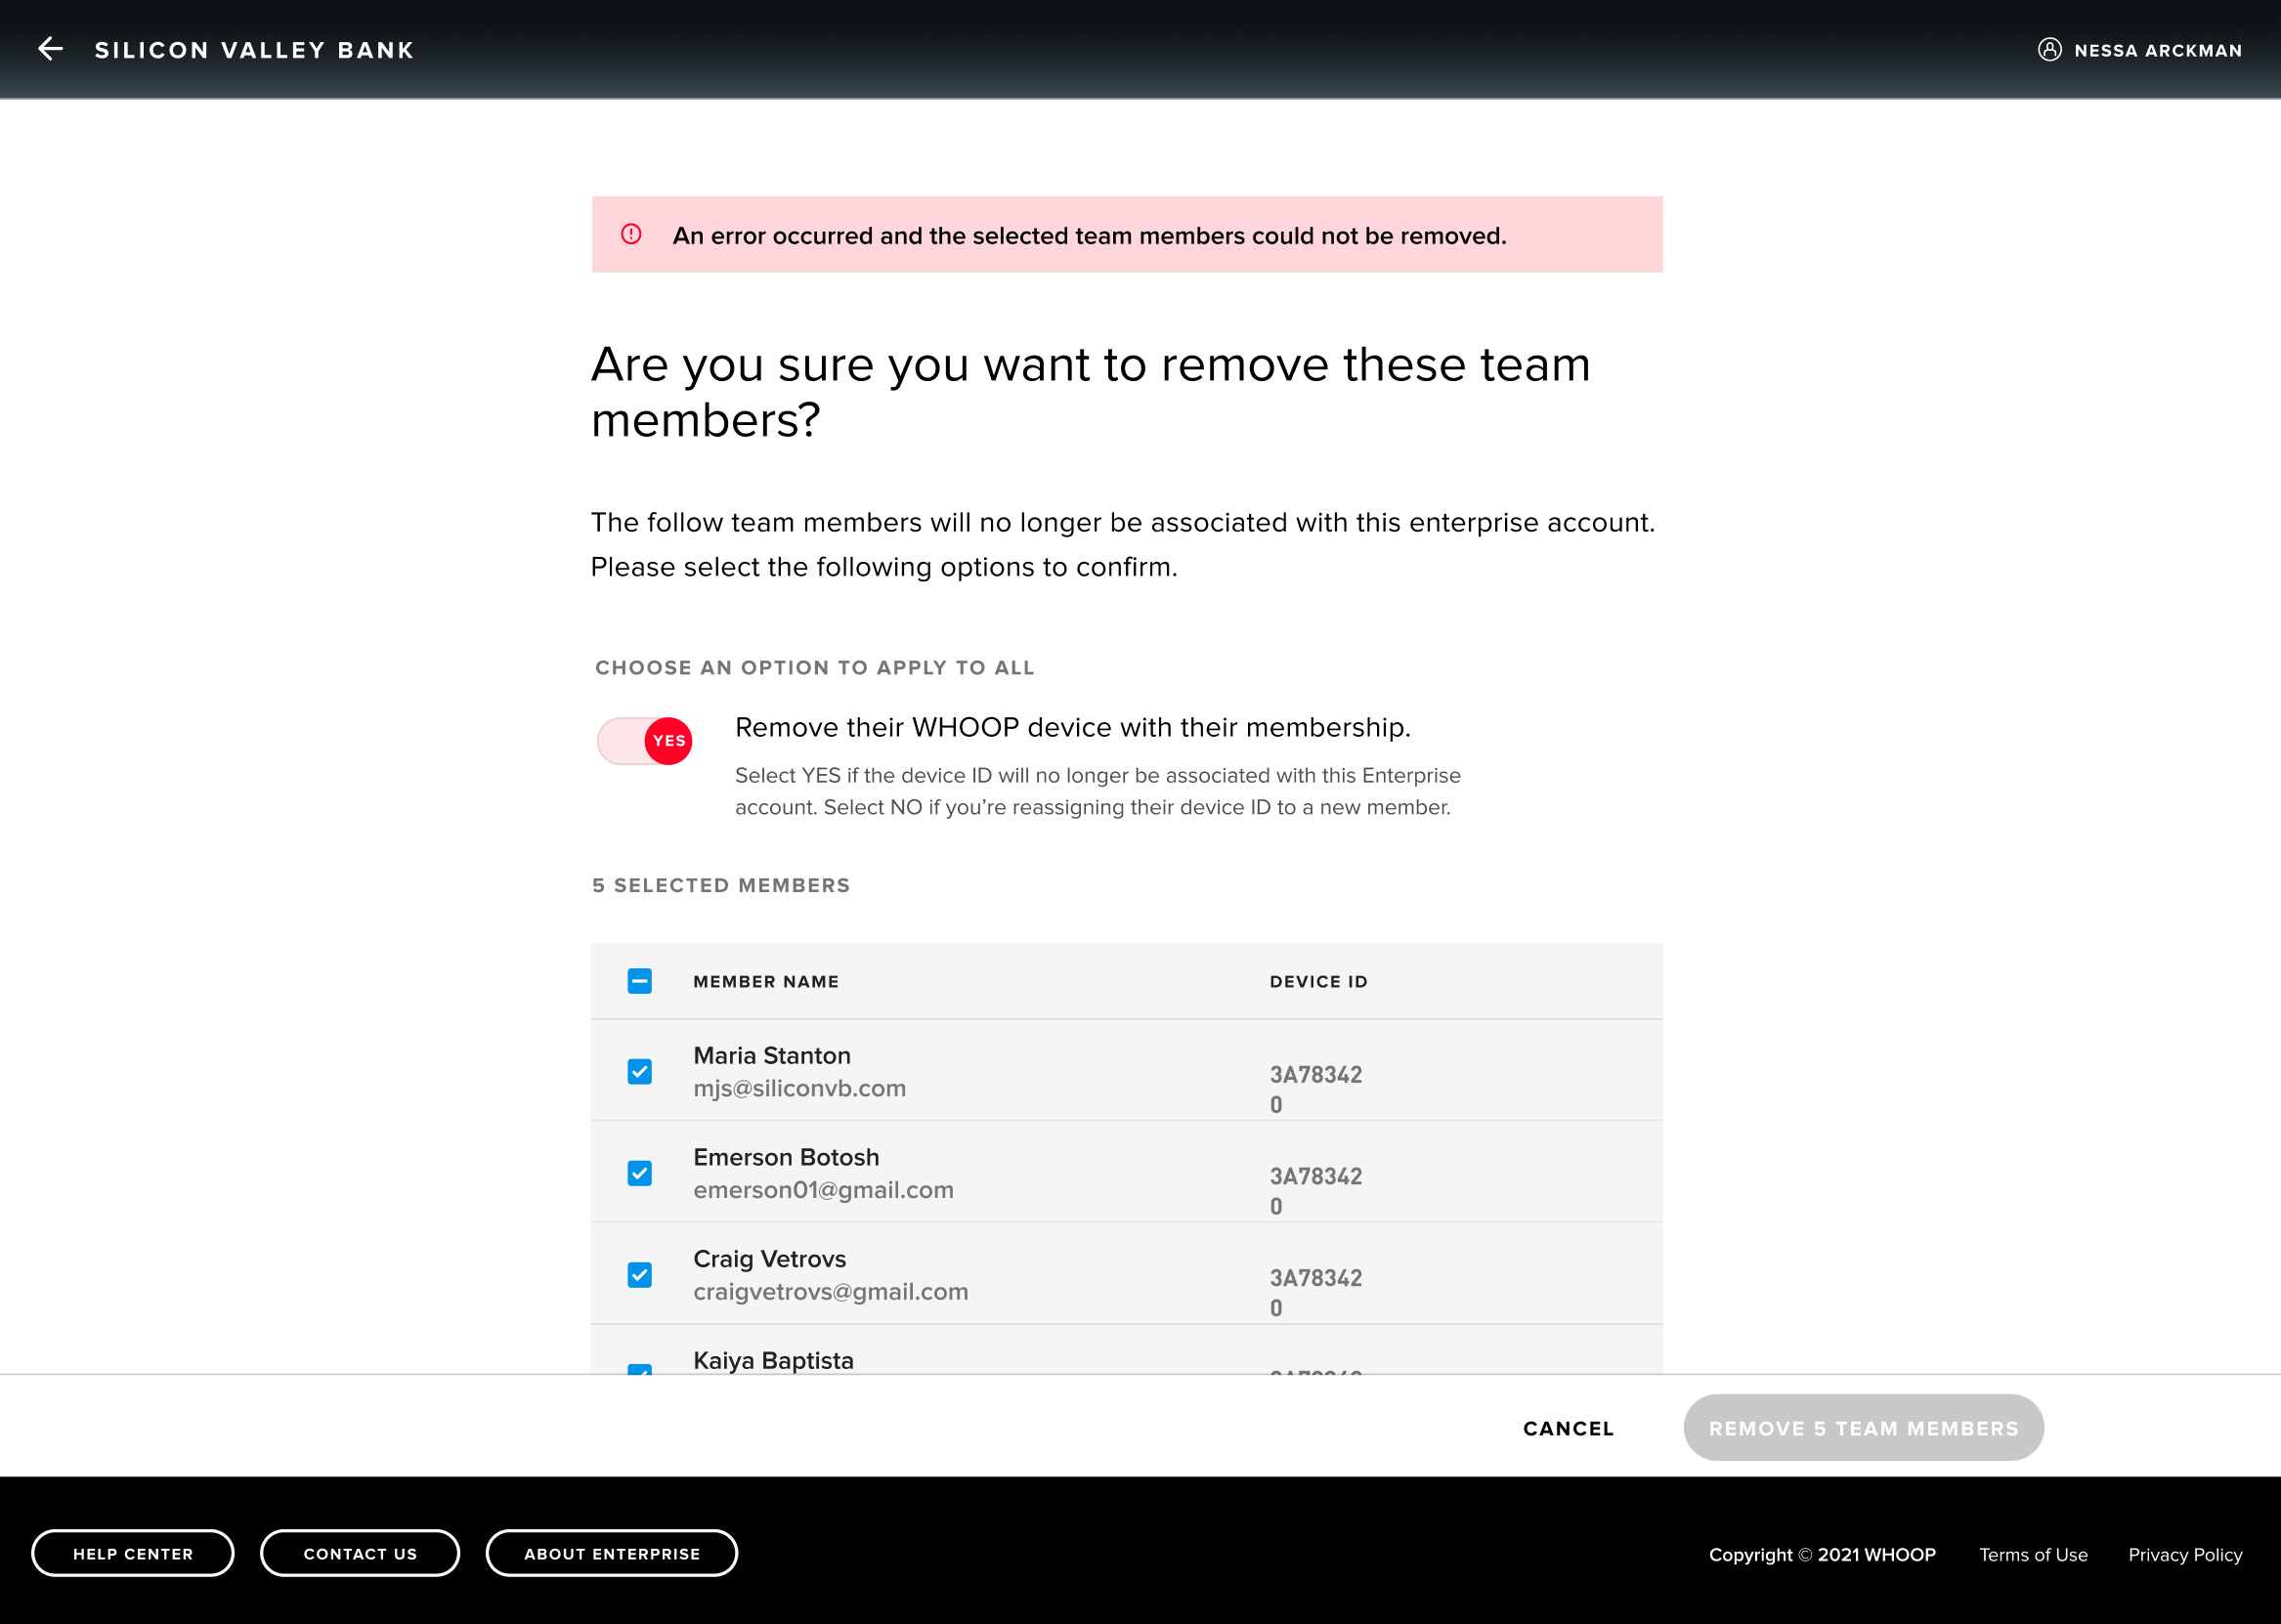 SILICON VALLEY BANK
NESSA ARCKMAN
An error occurred and the selected team members could not be removed.
Are you sure you want to remove these team
members?
The follow team members will no longer be associated with this enterprise account.
Please select the following options to confirm.
CHOOSE AN OPTION TO APPLY TO ALL
YES
Remove their WHOOP device with their membership.
Select YES if the device ID will no longer be associated with this Enterprise
account. Select NO if you’re reassigning their device ID to a new member.
5 SELECTED MEMBERS
MEMBER NAME DEVICE ID
Maria Stanton
mjs@siliconvb.com
3A78342
0
Emerson Botosh
emerson01@gmail.com
3A78342
0
Craig Vetrovs
craigvetrovs@gmail.com
3A78342
0
Kaiya Baptista
CANCEL
REMOVE 5 TEAM MEMBERS
HELP CENTER
CONTACT US
ABOUT ENTERPRISE
Copyright © 2021 WHOOP
Terms of Use
Privacy Policy